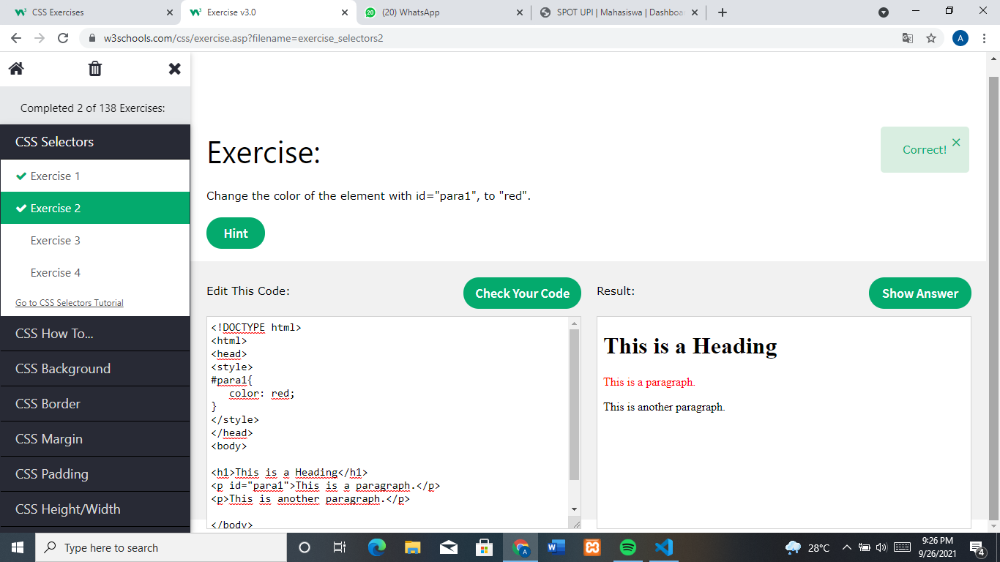 CSS Exercises
Exercise v3.0
(20) WhatsApp
SPOT UPI | Mahasiswa | Dashboa
w3schools.com/css/exercise.asp?filename=exercise_selectors2
A
Completed 2 of 138 Exercises:
CSS Selectors
Exercise 1
Exercise 2
Exercise 3
Exercise 4
Go to CSS Selectors Tutorial
CSS How To...
CSS Background
CSS Border
CSS Margin
CSS Padding
CSS Height/Width
Exercise:
Correct!
Change the color of the element with id="para1", to "red".
Hint
Edit This Code:
Check Your Code
<!DOCTYPE html>
<html>
<head>
<style>
#para1{
   color: red;
}
</style>
</head>
<body>
<h1>This is a Heading</h1>
<p id="para1">This is a paragraph.</p>
<p>This is another paragraph.</p>
</body>
Result:
Show Answer
This is a Heading
This is a paragraph.
This is another paragraph.
Type here to search
28°C
9:26 PM
9/26/2021
4